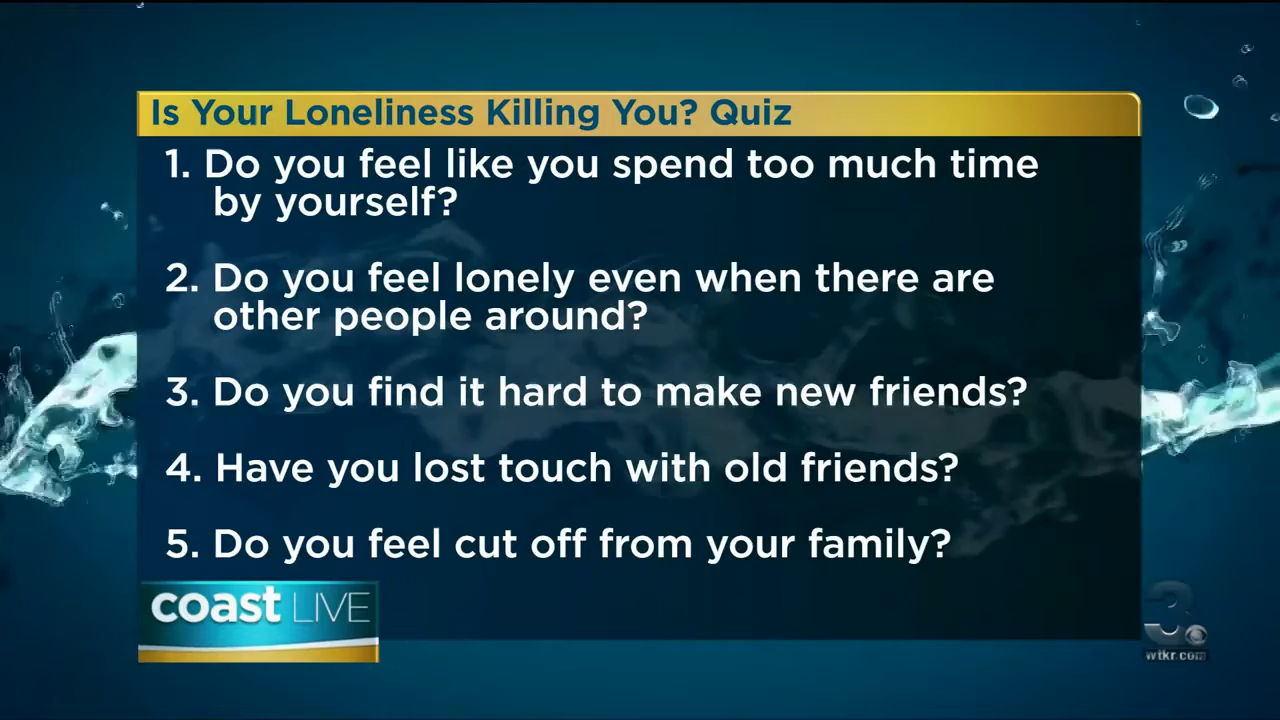 Is Your Loneliness Killing You? Quiz
1. Do you feel like you spend too much time
by yourself?
2. Do you feel lonely even when there are
other people around?
3. Do you find it hard to make new friends?
4. Have you lost touch with old friends?
5. Do you feel cut off from your family?
coast LIVE
3
wtkr.com